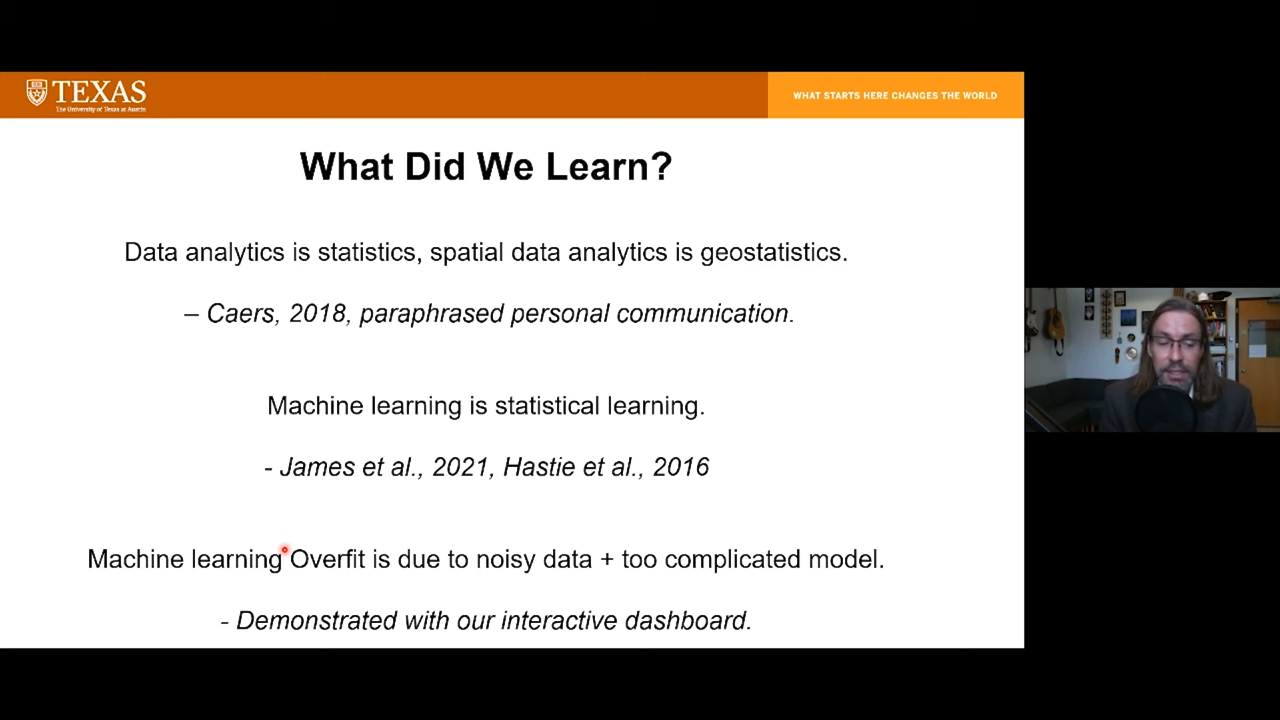 TEXAS
The University of Texas at Austin
WHAT STARTS HERE CHANGES THE WORLD
What Did We Learn?
Data analytics is statistics, spatial data analytics is geostatistics.
– Caers, 2018, paraphrased personal communication.
Machine learning is statistical learning.
- James et al., 2021, Hastie et al., 2016
Machine learning Overfit is due to noisy data + too complicated model.
- Demonstrated with our interactive dashboard.